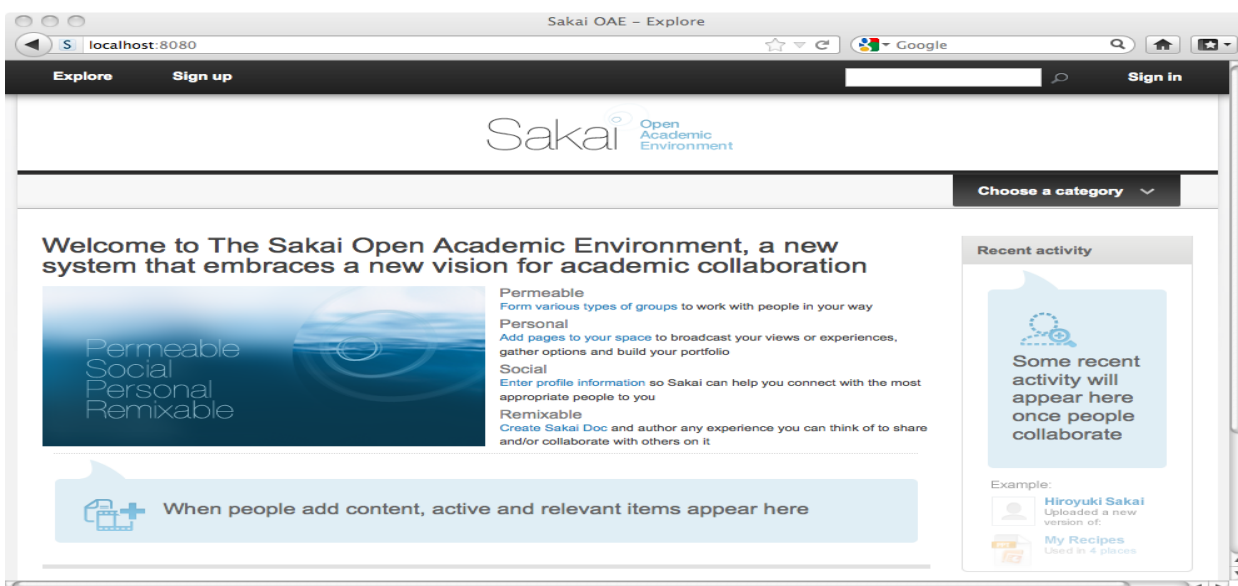 Sakai OAE – Explore
S localhost:8080
Google
Explore Sign up Sign in
Sakai Open
Academic
Environment
Choose a category
Welcome to The Sakai Open Academic Environment, a new
system that embraces a new vision for academic collaboration
Permeable
Social
Personal
Remixable
Permeable
Form various types of groups to work with people in your way
Personal
Add pages to your space to broadcast your views or experiences,
gather options and build your portfolio
Social
Enter profile information so Sakai can help you connect with the most
appropriate people to you
Remixable
Create Sakai Doc and author any experience you can think of to share
and/or collaborate with others on it
When people add content, active and relevant items appear here
Recent activity
Some recent
activity will
appear here
once people
collaborate
Example:
Hiroyuki Sakai
Uploaded a new
version of:
My Recipes
Used in 4 places